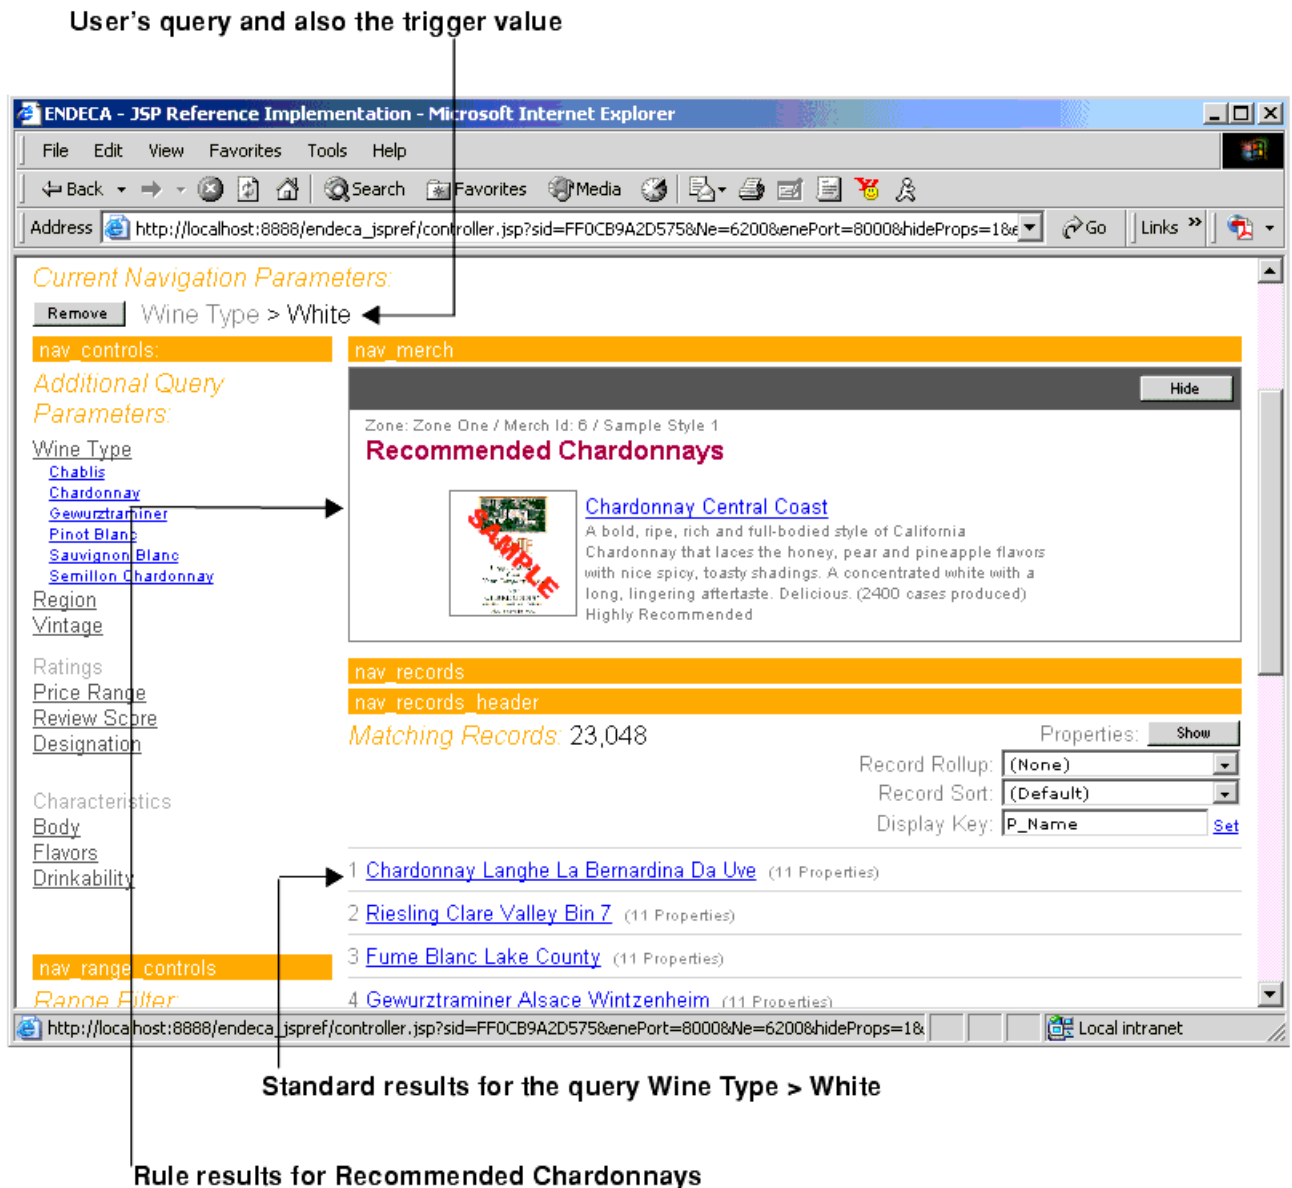 User's query and also the trigger value
ENDECA - JSP Reference Implementation - Microsoft Internet Explorer
File Edit View Favorites Tools Help
Back Search Favorites Media
Address http://localhost:8888/endeca_jspref/controller.jsp?sid=FF0CB9A2D575&Ne=6200&enePort=8000&hideProps=1&e Go Links »
Current Navigation Parameters:
Remove Wine Type > White
nav_controls:
Additional Query
Parameters:
Wine Type
Chablis
Chardonnay
Gewurztraminer
Pinot Blanc
Sauvignon Blanc
Semillon Chardonnay
Region
Vintage
Ratings
Price Range
Review Score
Designation
Characteristics
Body
Flavors
Drinkability
nav_range_controls
Range Filter:
nav_merch
Hide
Zone: Zone One / Merch Id: 6 / Sample Style 1
Recommended Chardonnays
SAMPLE
Chardonnay Central Coast
A bold, ripe, rich and full-bodied style of California
Chardonnay that laces the honey, pear and pineapple flavors
with nice spicy, toasty shadings. A concentrated white with a
long, lingering aftertaste. Delicious. (2400 cases produced)
Highly Recommended
nav_records
nav_records_header
Matching Records: 23,048
Properties: Show
Record Rollup: (None)
Record Sort: (Default)
Display Key: P_Name Set
1 Chardonnay Langhe La Bernardina Da Uve (11 Properties)
2 Riesling Clare Valley Bin 7 (11 Properties)
3 Fume Blanc Lake County (11 Properties)
4 Gewurztraminer Alsace Wintzenheim (11 Properties)
http://localhost:8888/endeca_jspref/controller.jsp?sid=FF0CB9A2D575&enePort=8000&Ne=6200&hideProps=1& Local intranet
Standard results for the query Wine Type > White
Rule results for Recommended Chardonnays